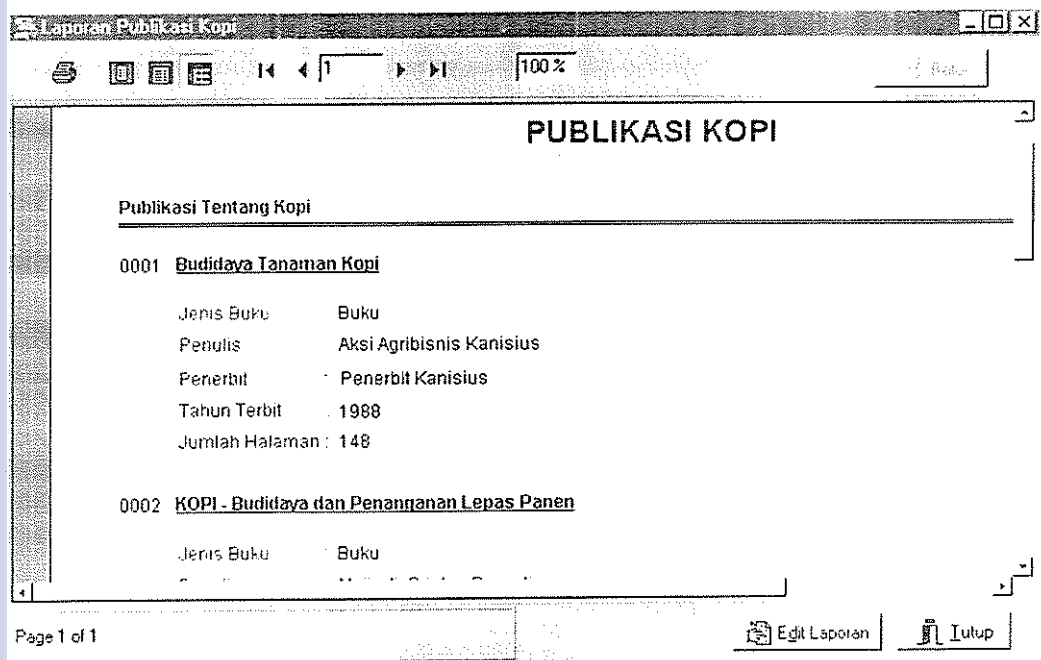 Laporan Publikasi Kopi
1 100 %
PUBLIKASI KOPI
Publikasi Tentang Kopi
0001 Budidaya Tanaman Kopi
Jenis Buku Buku
Penulis Aksi Agribisnis Kanisius
Penerbit Penerbit Kanisius
Tahun Terbit 1988
Jumlah Halaman : 148
0002 KOPI - Budidaya dan Penanganan Lepas Panen
Jenis Buku Buku
Page 1 of 1 Edit Laporan Tutup